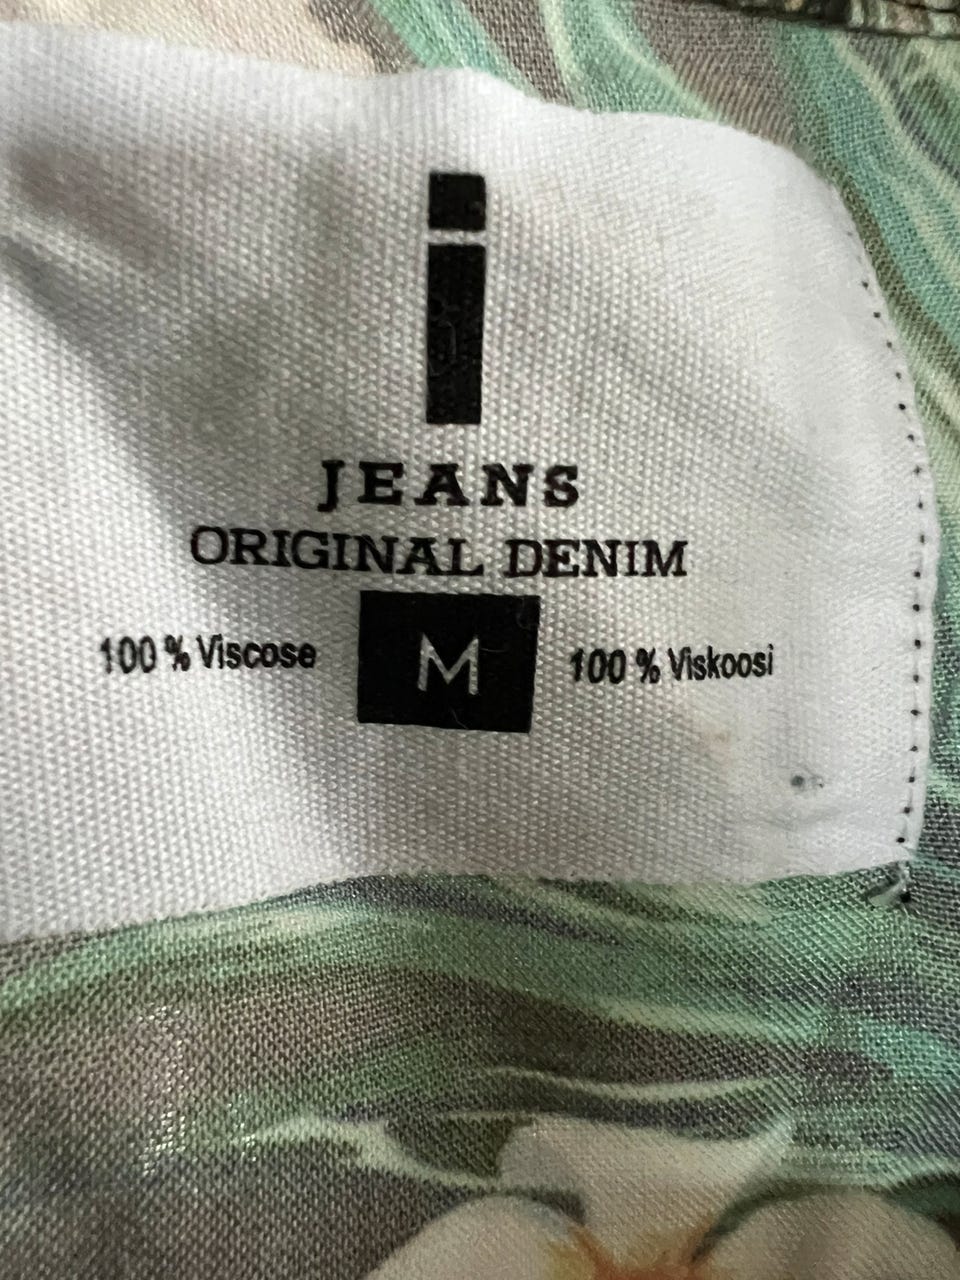 i
JEANS
ORIGINAL DENIM
100 % Viscose M 100 % Viskoosi